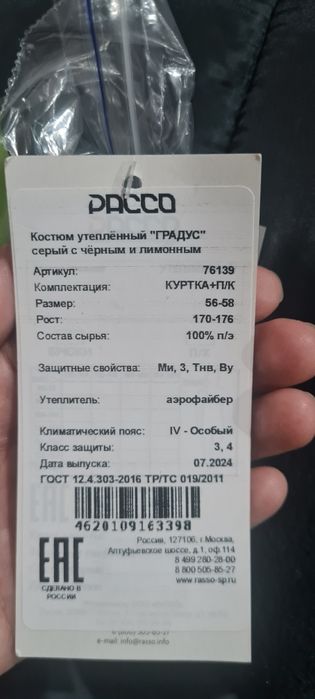 РАССО
Костюм утеплённый "ГРАДУС"
серый с чёрным и лимонным
Артикул: 76139
Комплектация: КУРТКА+П/К
Размер: 56-58
Рост: 170-176
Состав сырья: 100% п/э
Защитные свойства: Ми, З, Тнв, Ву
Утеплитель: аэрофайбер
Климатический пояс: IV - Особый
Класс защиты: 3, 4
Дата выпуска: 07.2024
ГОСТ 12.4.303-2016 ТР/ТС 019/2011
4620109163398
Россия, 127106, г.Москва,
Алтуфьевское шоссе, д.1, оф.114
8 499 280-28-00
8 800 505-85-27
www.rasso-sp.ru
ЕАС
СДЕЛАНО В
РОССИИ
e-mail: info@rasso.info